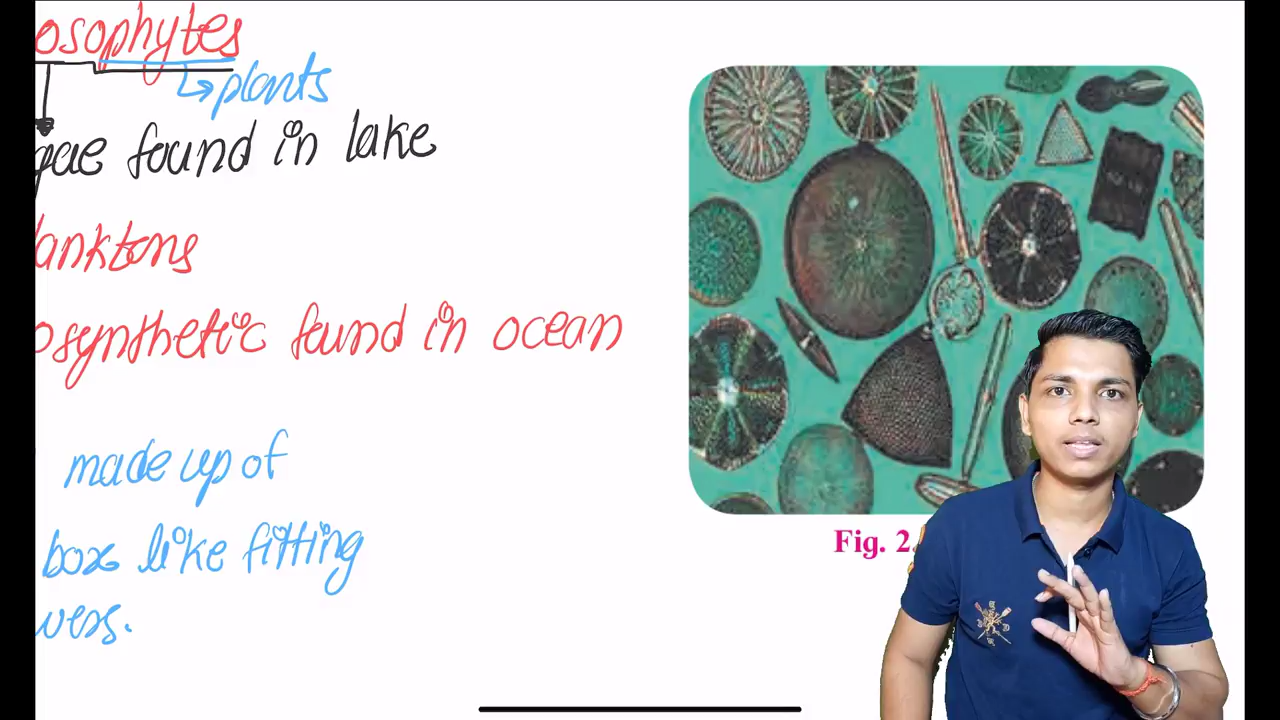 osophytes
↳ plants
gae found in lake
lanktons
osynthetic found in ocean
made up of
box like fitting
vers.
Fig. 2.